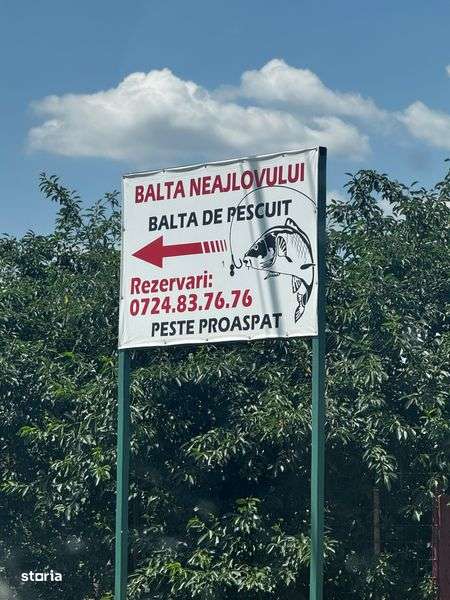 BALTA NEAJLOVULUI
BALTA DE PESCUIT
Rezervari:
0724.83.76.76
PESTE PROASPAT
storia